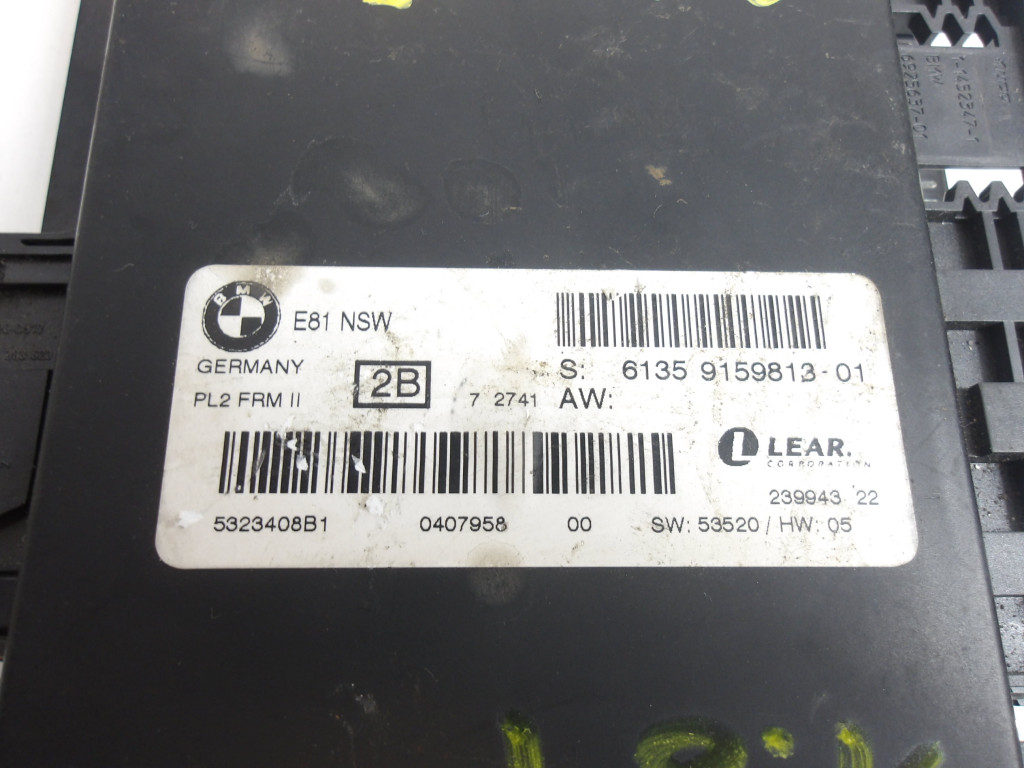 BMW
E81 NSW
GERMANY
2B
PL2 FRM II
7 2741
S: 6135 9159813-01
AW:
LEAR.
CORPORATION
239943 22
5323408B1 0407958 00 SW: 53520 / HW: 05
BMW